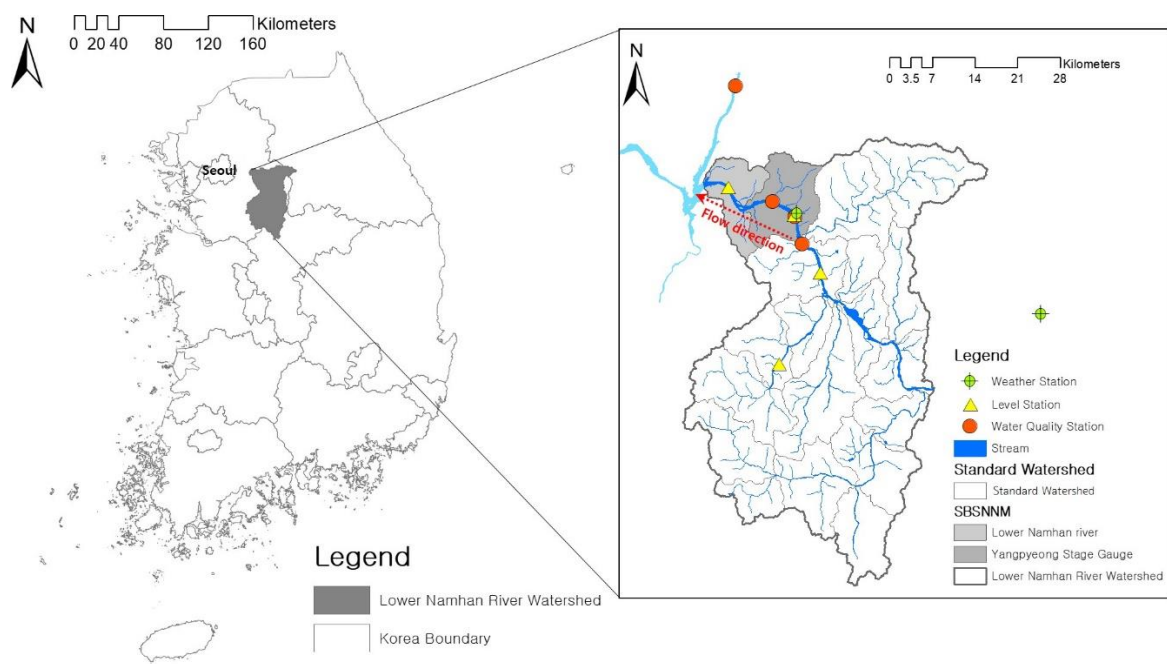 Kilometers
0 20 40 80 120 160
N
Seoul
Legend
Lower Namhan River Watershed
Korea Boundary
N
Kilometers
0 3.5 7 14 21 28
Flow direction
Legend
Weather Station
Level Station
Water Quality Station
Stream
Standard Watershed
Standard Watershed
SBSNNM
Lower Namhan river
Yangpyeong Stage Gauge
Lower Namhan River Watershed